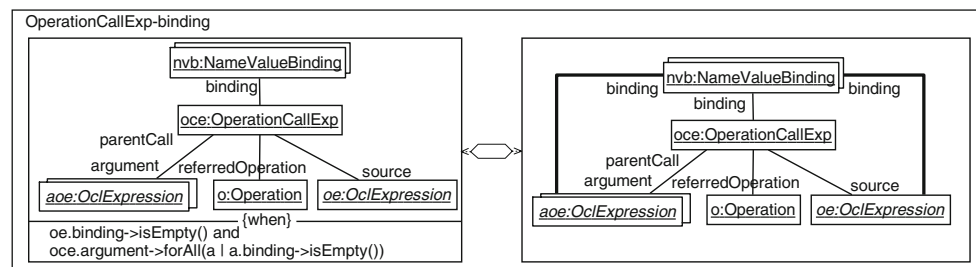 OperationCallExp-binding
nvb:NameValueBinding
binding
oce:OperationCallExp
parentCall
argument
referredOperation
source
aoe:OclExpression
o:Operation
oe:OclExpression
{when}
oe.binding->isEmpty() and
oce.argument->forAll(a | a.binding->isEmpty())
nvb:NameValueBinding
binding
binding
binding
oce:OperationCallExp
parentCall
argument
referredOperation
source
aoe:OclExpression
o:Operation
oe:OclExpression